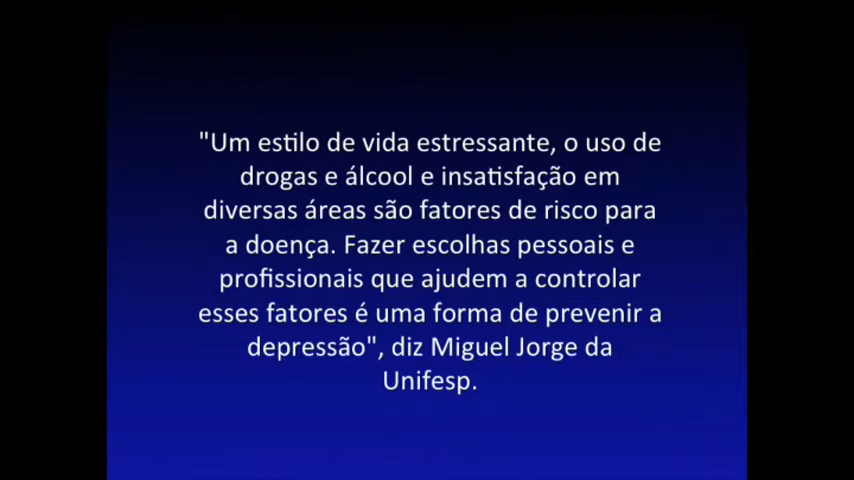 "Um estilo de vida estressante, o uso de
drogas e álcool e insatisfação em
diversas áreas são fatores de risco para
a doença. Fazer escolhas pessoais e
profissionais que ajudem a controlar
esses fatores é uma forma de prevenir a
depressão", diz Miguel Jorge da
Unifesp.